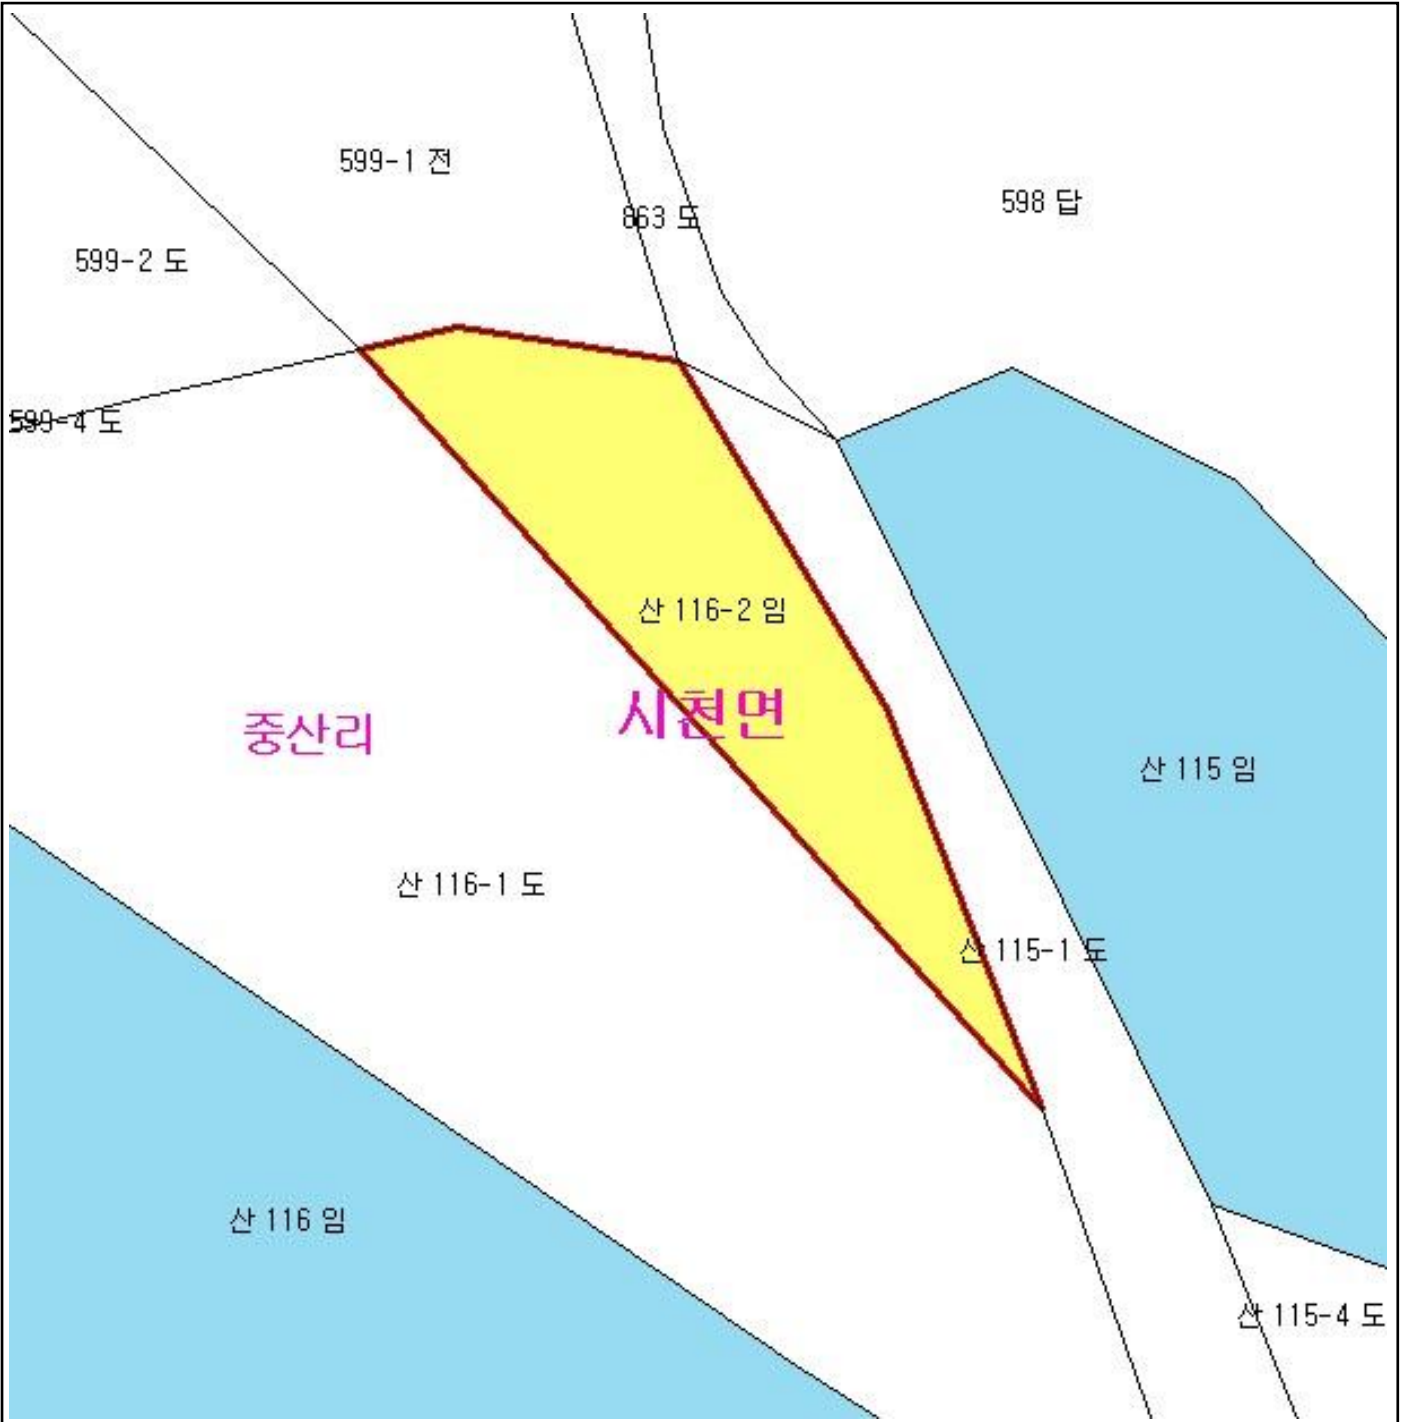 599-1 전
598 답
863 도
599-2 도
599-4 도
산 116-2 임
시천면
중산리
산 115 임
산 116-1 도
산 115-1 도
산 116 임
산 115-4 도